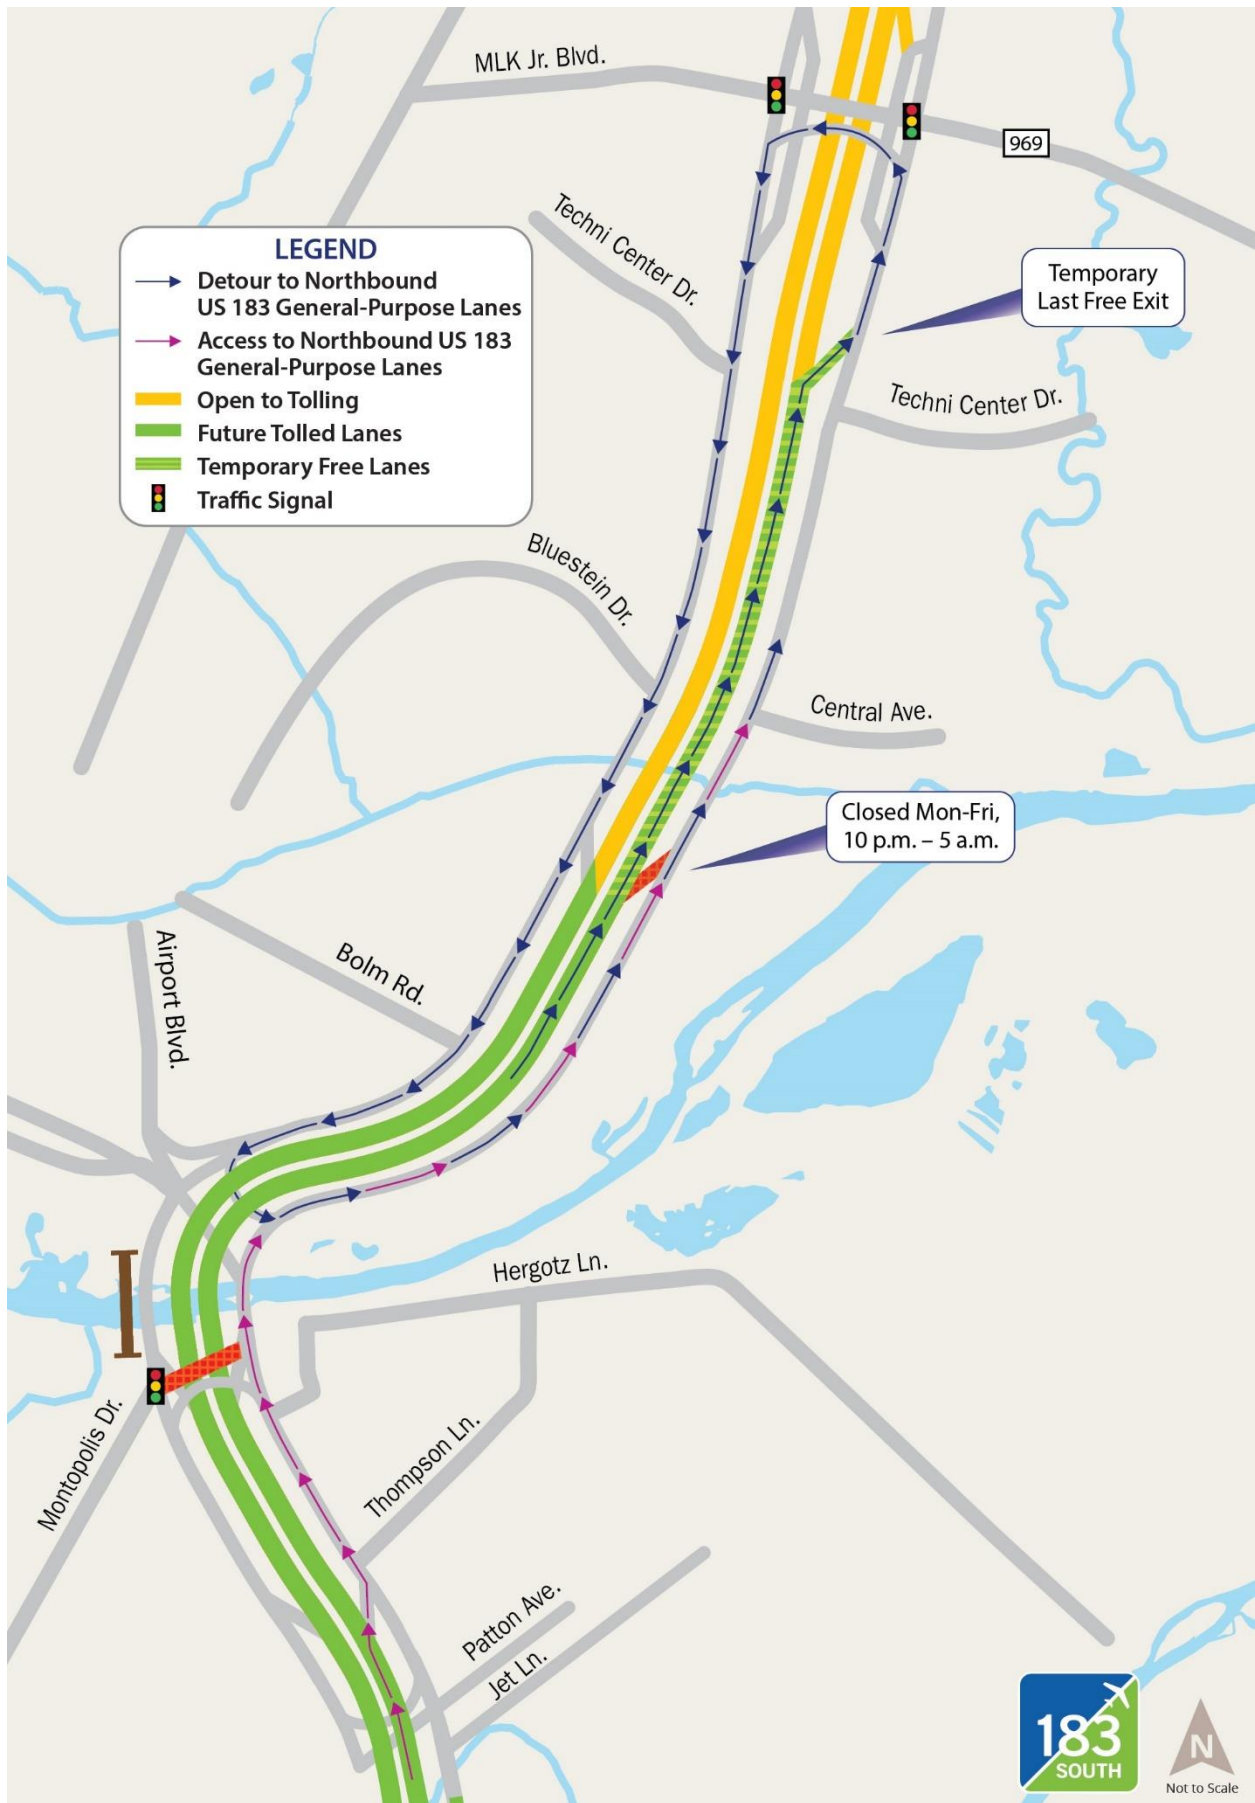 MLK Jr. Blvd.
969
Techni Center Dr.
Temporary
Last Free Exit
LEGEND
Detour to Northbound
US 183 General-Purpose Lanes
Access to Northbound US 183
General-Purpose Lanes
Open to Tolling
Future Tolled Lanes
Temporary Free Lanes
Traffic Signal
Techni Center Dr.
Bluestein Dr.
Central Ave.
Closed Mon-Fri,
10 p.m. – 5 a.m.
Airport Blvd.
Bolm Rd.
Hergotz Ln.
Montopolis Dr.
Thompson Ln.
Patton Ave.
Jet Ln.
183
SOUTH
N
Not to Scale